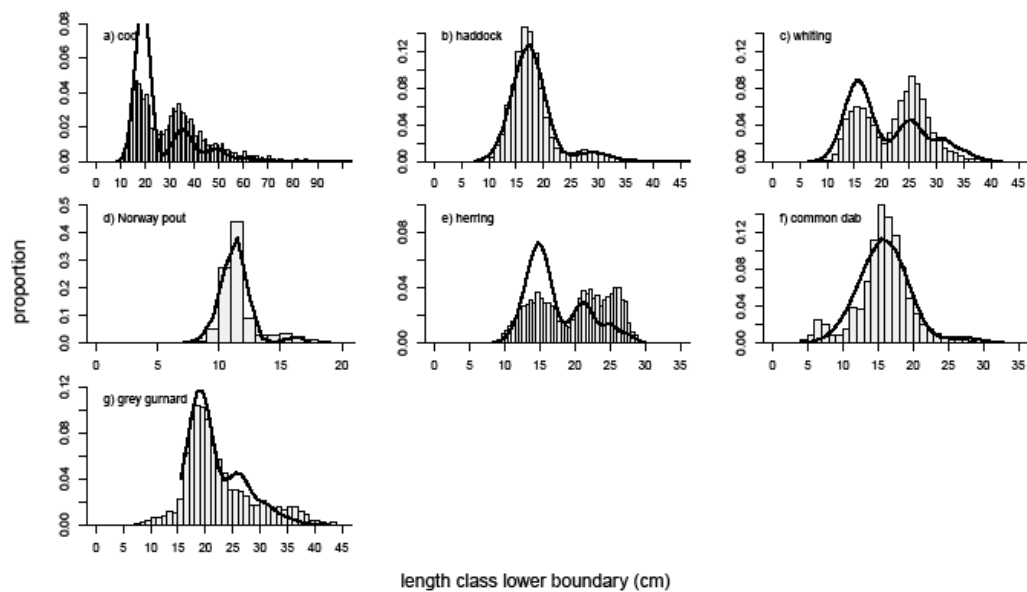 a) cod
0.00 0.02 0.04 0.06 0.08
0 10 20 30 40 50 60 70 80 90
b) haddock
0.00 0.04 0.08 0.12
0 5 10 15 20 25 30 35 40 45
c) whiting
0.00 0.04 0.08 0.12
0 5 10 15 20 25 30 35 40 45
proportion
d) Norway pout
0.0 0.1 0.2 0.3 0.4 0.5
0 5 10 15 20
e) herring
0.00 0.04 0.08
0 5 10 15 20 25 30 35
f) common dab
0.00 0.04 0.08 0.12
0 5 10 15 20 25 30 35
g) grey gurnard
0.00 0.04 0.08 0.12
0 5 10 15 20 25 30 35 40 45
length class lower boundary (cm)